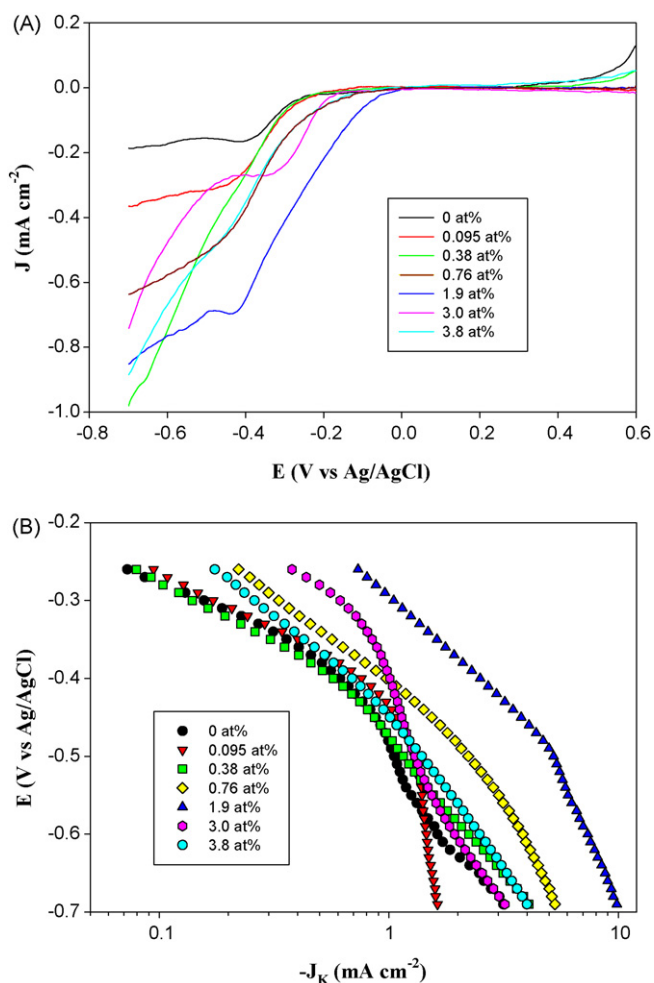 (A)
0.2
0.0
-0.2
-0.4
-0.6
-0.8
-1.0
J (mA cm-2)
0 at%
0.095 at%
0.38 at%
0.76 at%
1.9 at%
3.0 at%
3.8 at%
-0.8 -0.6 -0.4 -0.2 0.0 0.2 0.4 0.6
E (V vs Ag/AgCl)
(B)
-0.2
-0.3
-0.4
-0.5
-0.6
-0.7
E (V vs Ag/AgCl)
0 at%
0.095 at%
0.38 at%
0.76 at%
1.9 at%
3.0 at%
3.8 at%
0.1 1 10
-JK (mA cm-2)